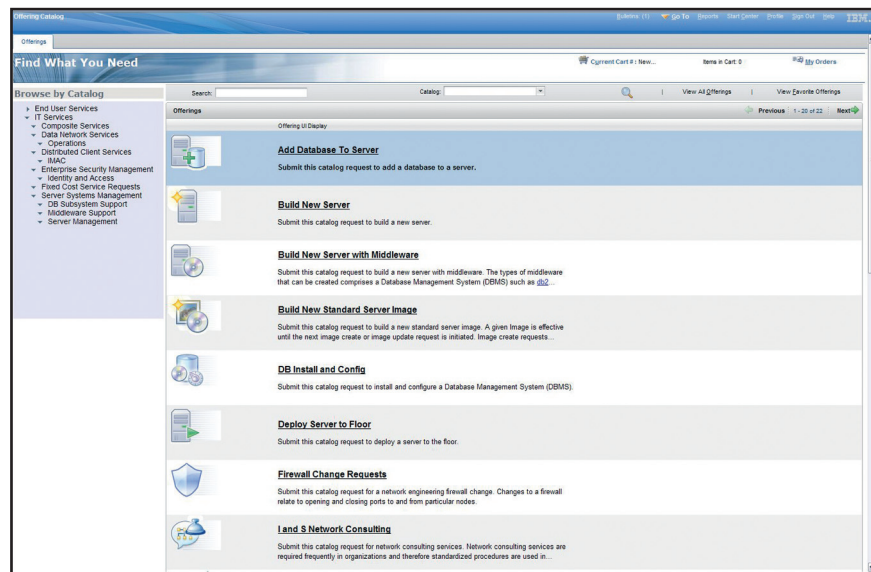 Offering Catalog
Bulletins: (1) Go To Reports Start Center Profile Sign Out Help IBM.
Offerings
Find What You Need
Current Cart # : New... Items in Cart: 0 My Orders
Browse by Catalog
End User Services
IT Services
Composite Services
Data Network Services
Operations
Distributed Client Services
IMAC
Enterprise Security Management
Identity and Access
Fixed Cost Service Requests
Server Systems Management
DB Subsystem Support
Middleware Support
Server Management
Search: Catalog: | View All Offerings | View Favorite Offerings
Offerings Previous 1 - 20 of 22 Next
Offering UI Display
Add Database To Server
Submit this catalog request to add a database to a server.
Build New Server
Submit this catalog request to build a new server.
Build New Server with Middleware
Submit this catalog request to build a new server with middleware. The types of middleware
that can be created comprises a Database Management System (DBMS) such as db2...
Build New Standard Server Image
Submit this catalog request to build a new standard server image. A given Image is effective
until the next image create or image update request is initiated. Image create requests...
DB Install and Config
Submit this catalog request to install and configure a Database Management System (DBMS).
Deploy Server to Floor
Submit this catalog request to deploy a server to the floor.
Firewall Change Requests
Submit this catalog request for a network engineering firewall change. Changes to a firewall
relate to opening and closing ports to and from particular nodes.
I and S Network Consulting
Submit this catalog request for network consulting services. Network consulting services are
required frequently in organizations and therefore standardized procedures are used in...